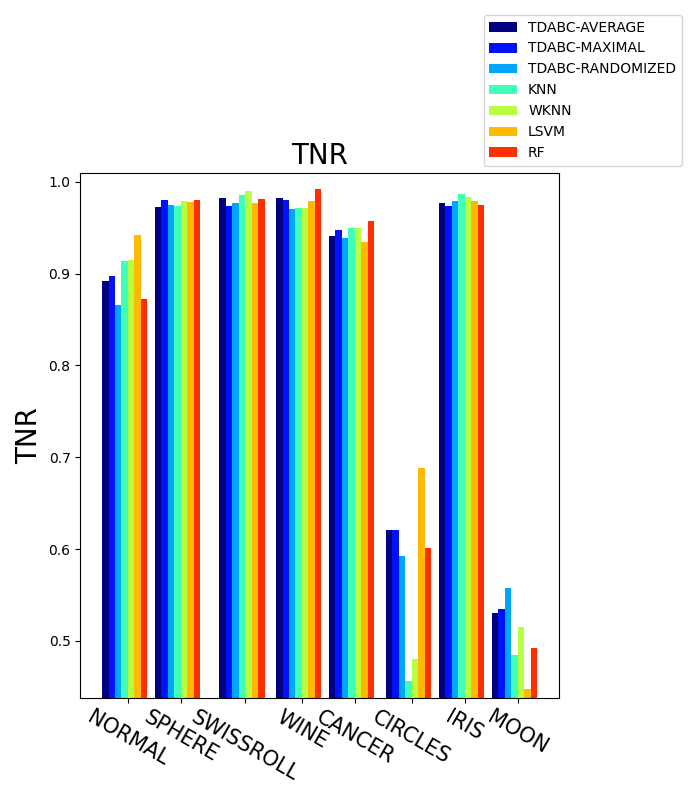 TDABC-AVERAGE
TDABC-MAXIMAL
TDABC-RANDOMIZED
KNN
WKNN
LSVM
RF
TNR
1.0
0.9
0.8
0.7
0.6
0.5
TNR
NORMAL
SPHERE
SWISSROLL
WINE
CANCER
CIRCLES
IRIS
MOON